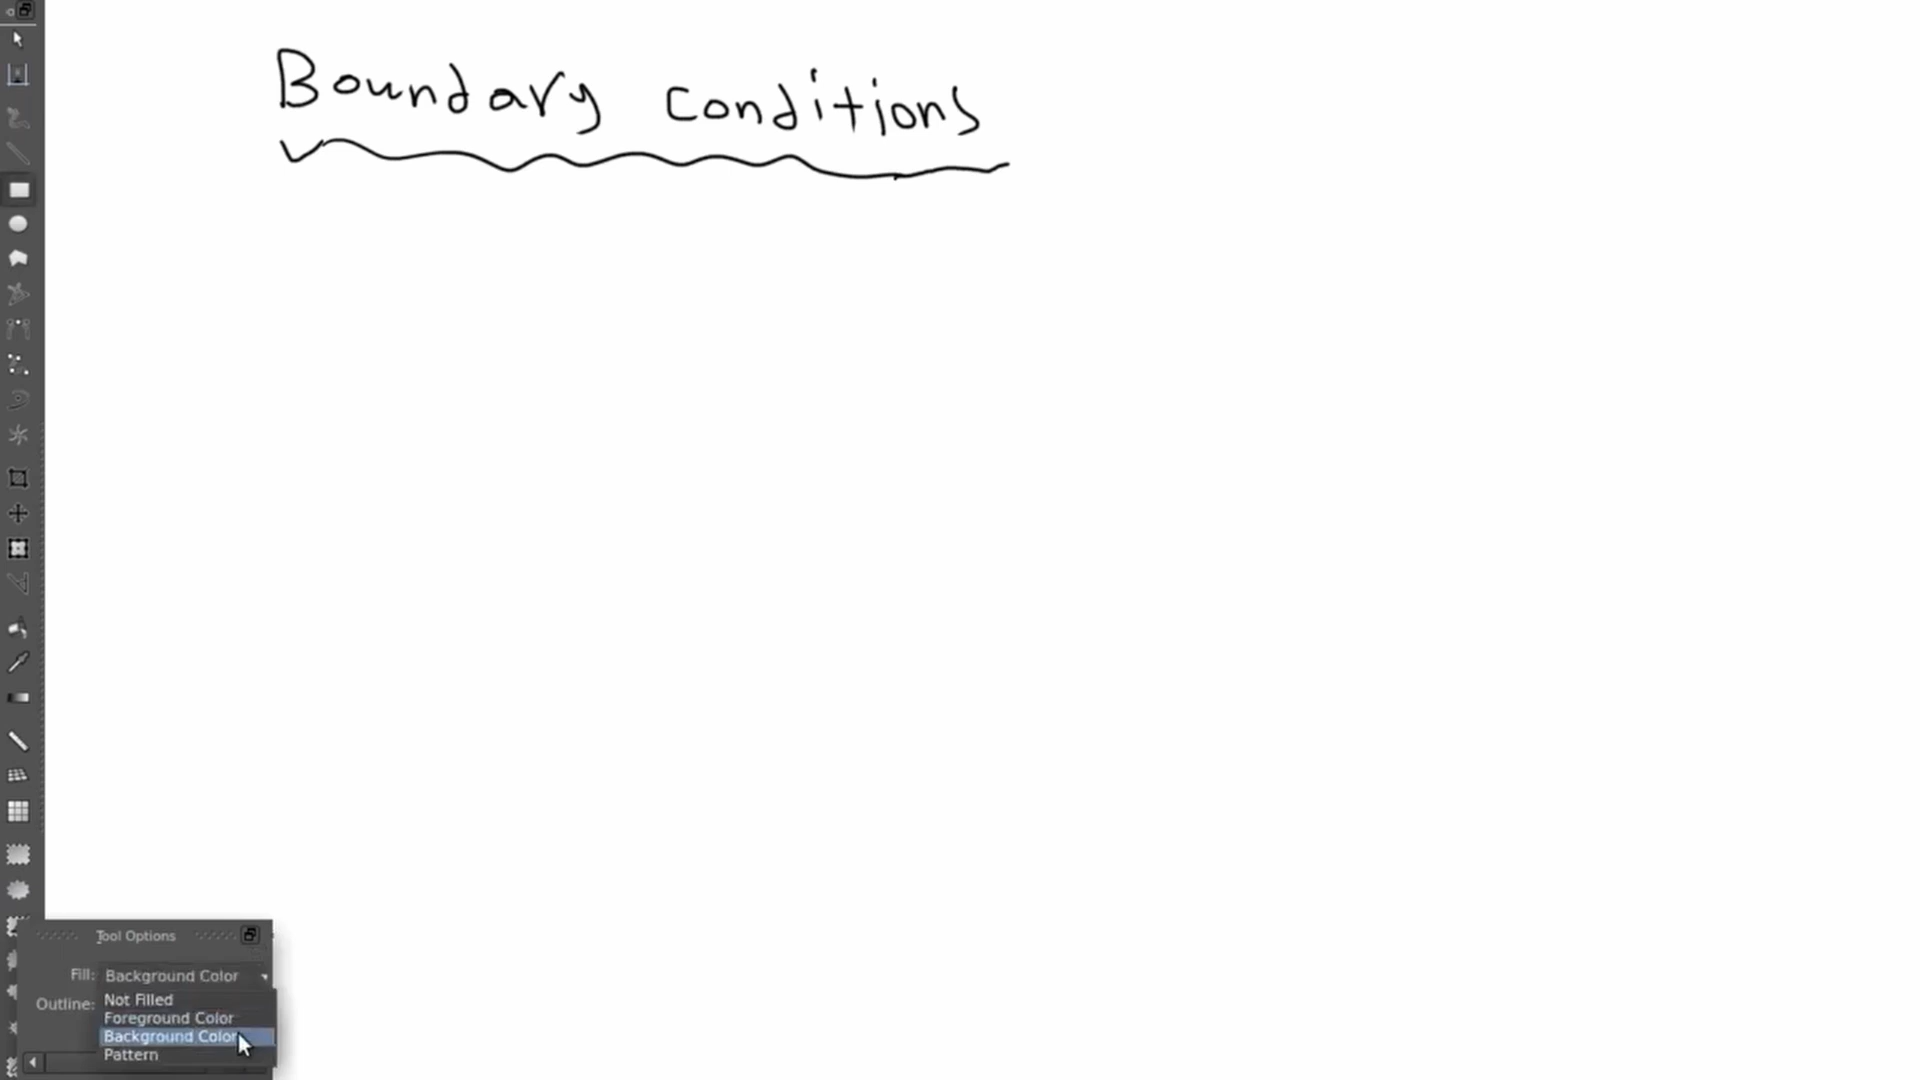 Boundary conditions
Tool Options
Fill: Background Color
Outline:
Not Filled
Foreground Color
Background Color
Pattern